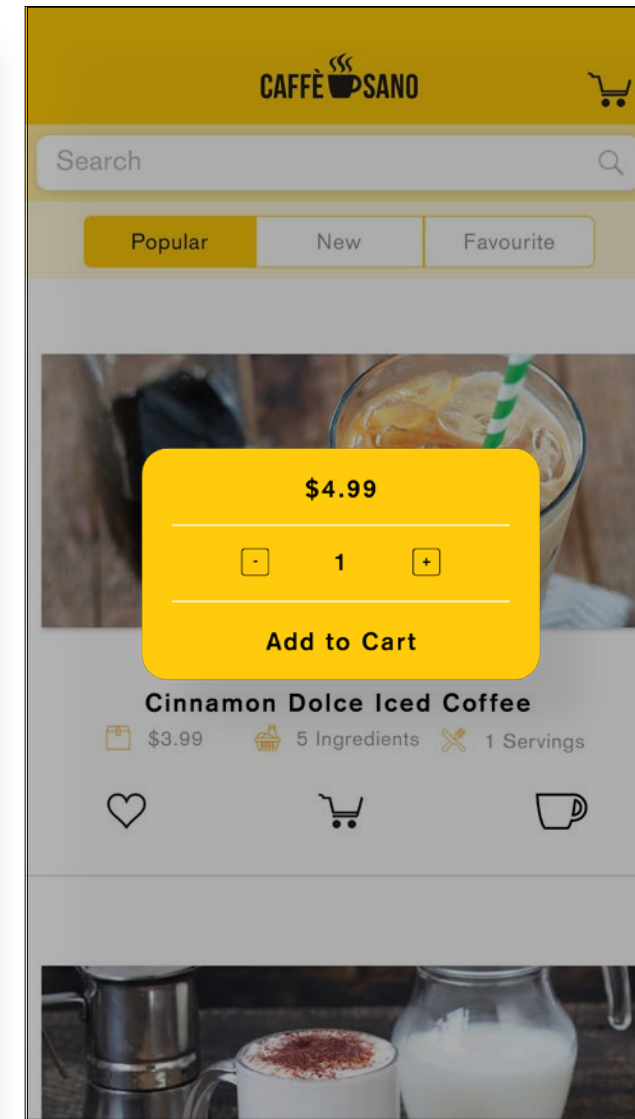 CAFFÈ SANO
Search
Popular New Favourite
$4.99
- 1 +
Add to Cart
Cinnamon Dolce Iced Coffee
$3.99 5 Ingredients 1 Servings